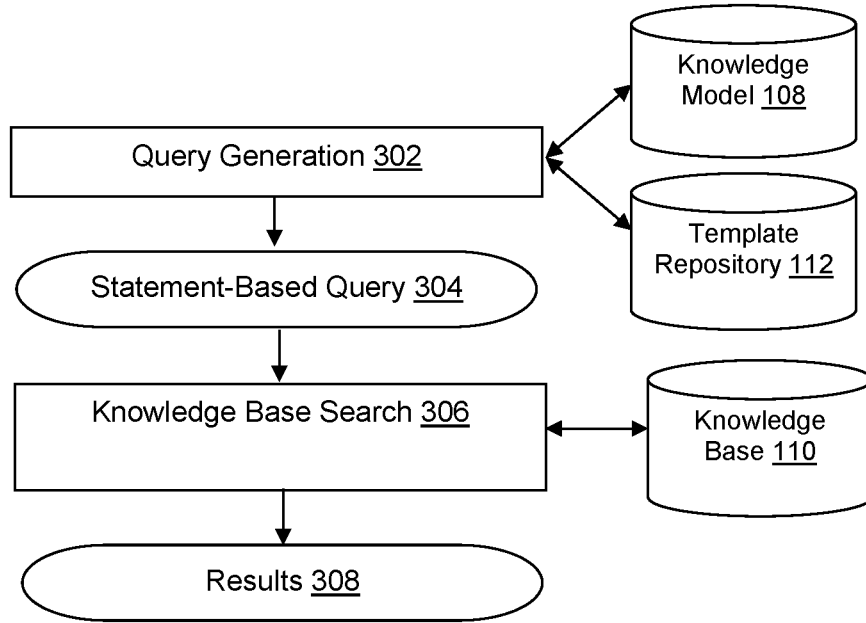 Knowledge
Model 108
Query Generation 302
Template
Repository 112
Statement-Based Query 304
Knowledge Base Search 306
Knowledge
Base 110
Results 308